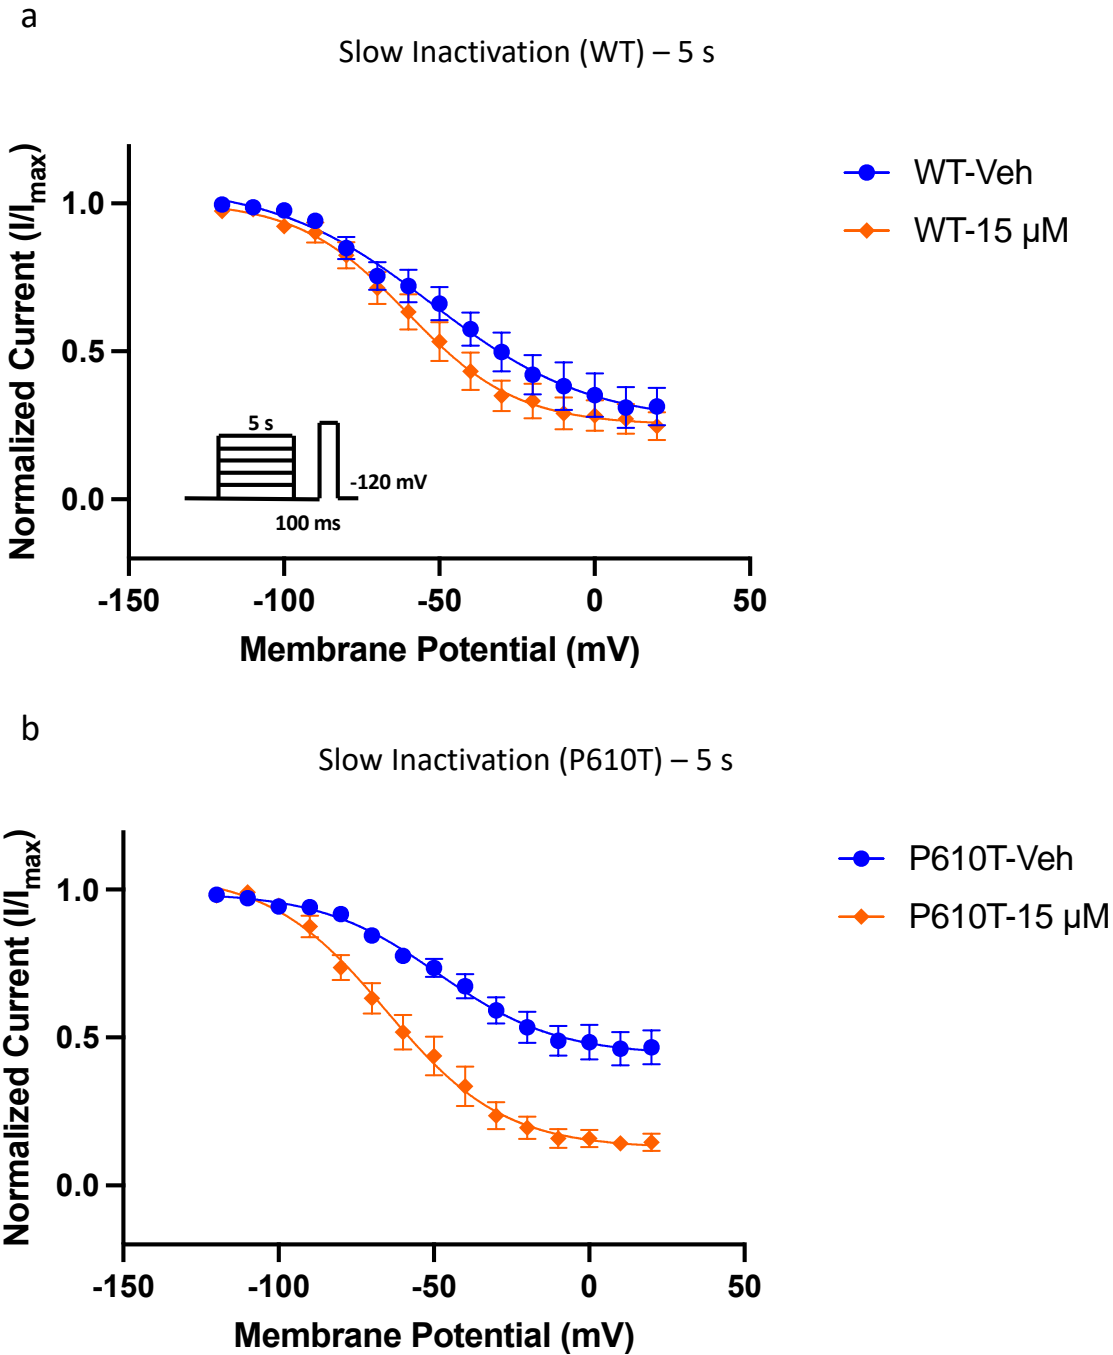 a
Slow Inactivation (WT) – 5 s
Normalized Current (I/Imax)
1.0
0.5
0.0
WT-Veh
WT-15 µM
5 s
-120 mV
100 ms
-150 -100 -50 0 50
Membrane Potential (mV)
b
Slow Inactivation (P610T) – 5 s
Normalized Current (I/Imax)
1.0
0.5
0.0
P610T-Veh
P610T-15 µM
-150 -100 -50 0 50
Membrane Potential (mV)